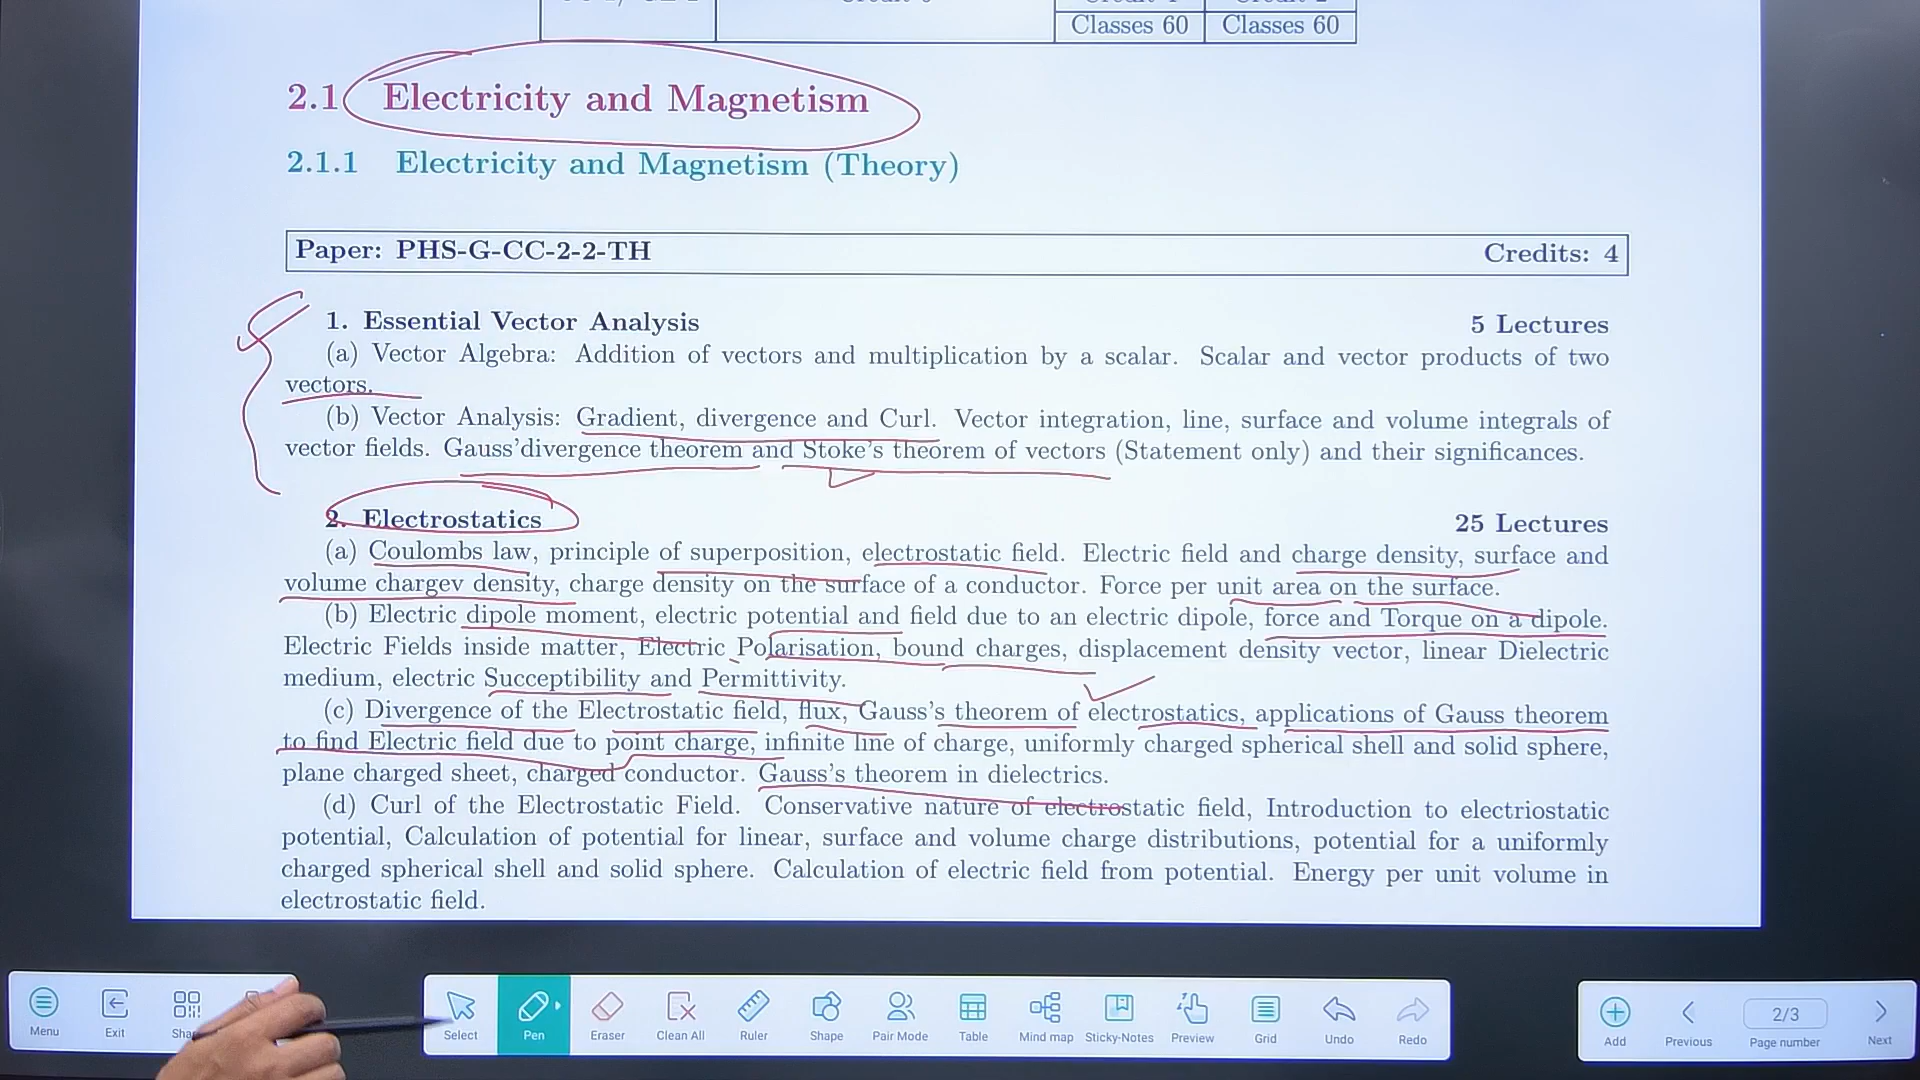 Classes 60 Classes 60
2.1 Electricity and Magnetism
2.1.1 Electricity and Magnetism (Theory)
Paper: PHS-G-CC-2-2-TH Credits: 4
1. Essential Vector Analysis 5 Lectures
(a) Vector Algebra: Addition of vectors and multiplication by a scalar. Scalar and vector products of two
vectors.
(b) Vector Analysis: Gradient, divergence and Curl. Vector integration, line, surface and volume integrals of
vector fields. Gauss'divergence theorem and Stoke's theorem of vectors (Statement only) and their significances.
2. Electrostatics 25 Lectures
(a) Coulombs law, principle of superposition, electrostatic field. Electric field and charge density, surface and
volume chargev density, charge density on the surface of a conductor. Force per unit area on the surface.
(b) Electric dipole moment, electric potential and field due to an electric dipole, force and Torque on a dipole.
Electric Fields inside matter, Electric Polarisation, bound charges, displacement density vector, linear Dielectric
medium, electric Succeptibility and Permittivity.
(c) Divergence of the Electrostatic field, flux, Gauss's theorem of electrostatics, applications of Gauss theorem
to find Electric field due to point charge, infinite line of charge, uniformly charged spherical shell and solid sphere,
plane charged sheet, charged conductor. Gauss's theorem in dielectrics.
(d) Curl of the Electrostatic Field. Conservative nature of electrostatic field, Introduction to electriostatic
potential, Calculation of potential for linear, surface and volume charge distributions, potential for a uniformly
charged spherical shell and solid sphere. Calculation of electric field from potential. Energy per unit volume in
electrostatic field.
2/3
Menu Exit Select Pen Eraser Clean All Ruler Shape Pair Mode Table Mind map Sticky-Notes Preview Grid Undo Redo Add Previous Page number Next